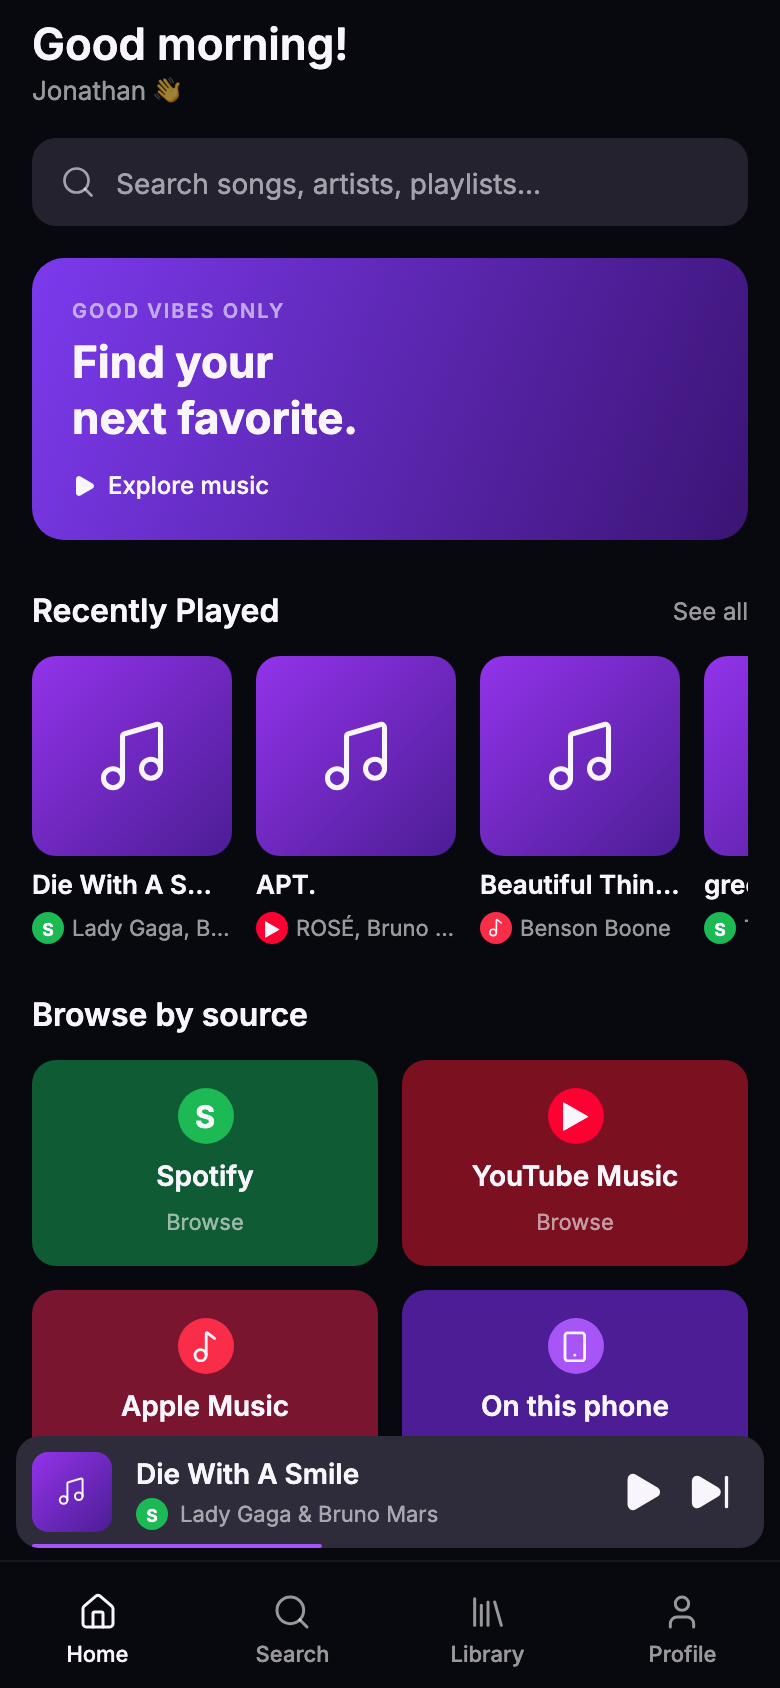 Good morning!
Jonathan 👋
Search songs, artists, playlists...
GOOD VIBES ONLY
Find your
next favorite.
Explore music
Recently Played
See all
Die With A S...
APT.
Beautiful Thin...
S Lady Gaga, B...
ROSÉ, Bruno ...
Benson Boone
S
Browse by source
S
Spotify
Browse
YouTube Music
Browse
Apple Music
On this phone
Die With A Smile
S Lady Gaga & Bruno Mars
Home
Search
Library
Profile